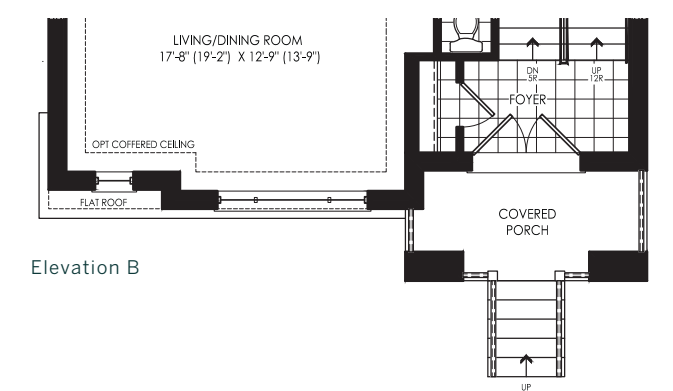 LIVING/DINING ROOM
17'-8" (19'-2") X 12'-9" (13'-9")
DN
5R
UP
12R
FOYER
OPT COFFERED CEILING
FLAT ROOF
COVERED
PORCH
Elevation B
UP